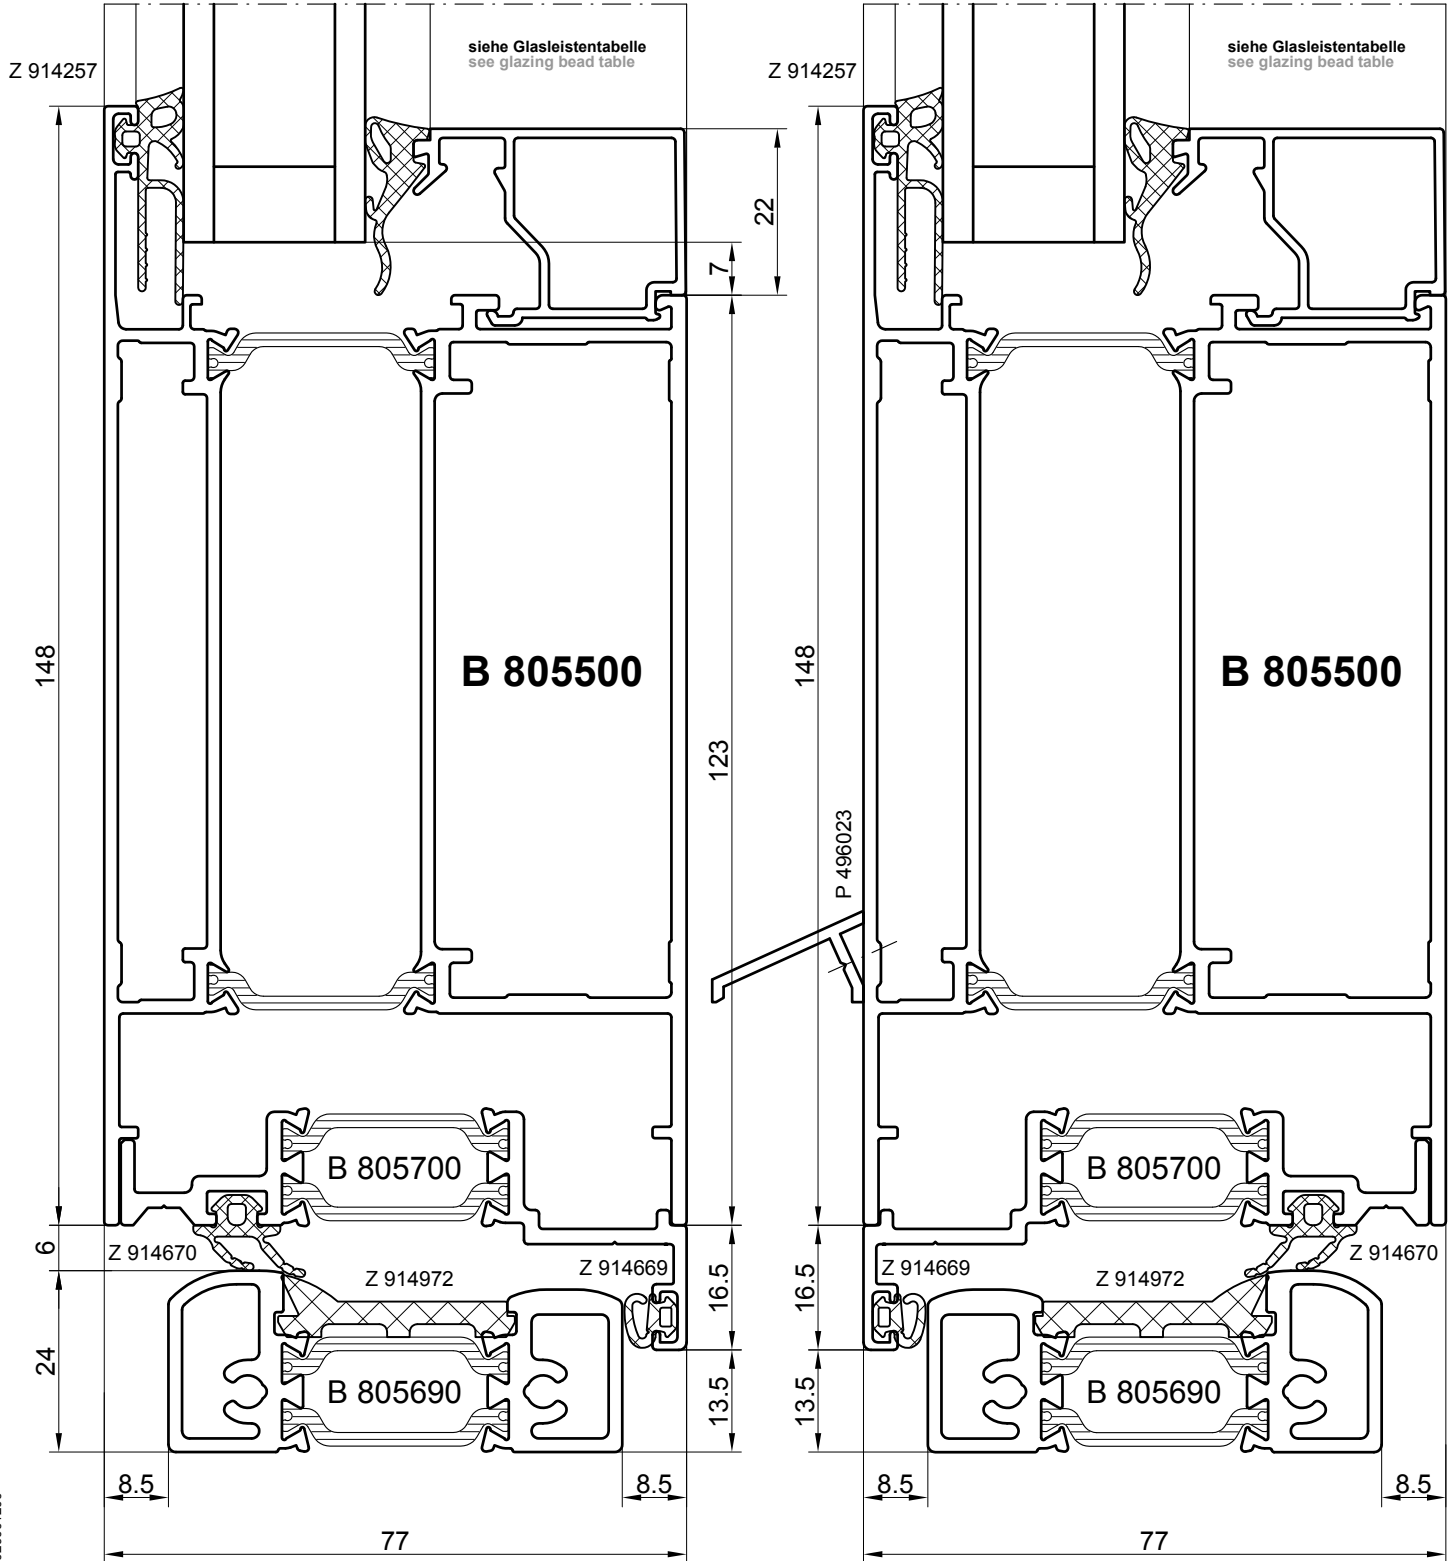 siehe Glasleistentabelle
see glazing bead table
Z 914257
22
7
148
B 805500
123
B 805700
6
Z 914670
Z 914972
Z 914669
16.5
24
B 805690
13.5
8.5
8.5
77
siehe Glasleistentabelle
see glazing bead table
Z 914257
148
B 805500
P 496023
B 805700
Z 914669
Z 914972
Z 914670
16.5
B 805690
13.5
8.5
8.5
77